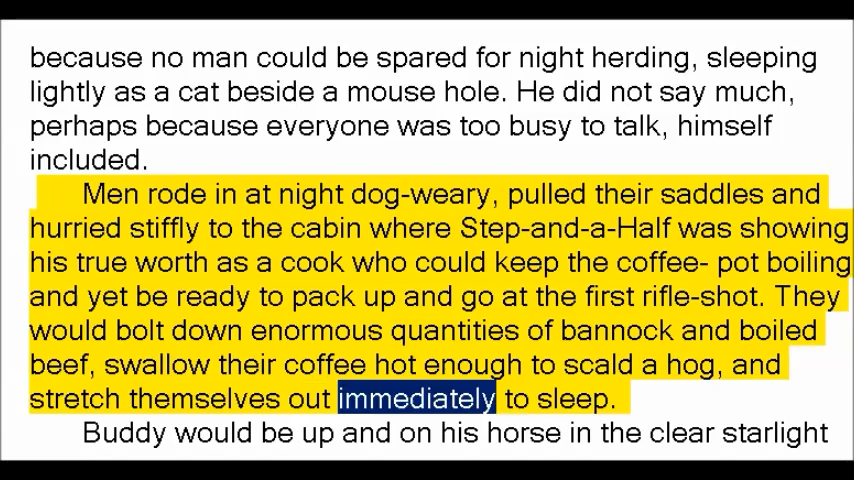 because no man could be spared for night herding, sleeping
lightly as a cat beside a mouse hole. He did not say much,
perhaps because everyone was too busy to talk, himself
included.
Men rode in at night dog-weary, pulled their saddles and
hurried stiffly to the cabin where Step-and-a-Half was showing
his true worth as a cook who could keep the coffee- pot boiling
and yet be ready to pack up and go at the first rifle-shot. They
would bolt down enormous quantities of bannock and boiled
beef, swallow their coffee hot enough to scald a hog, and
stretch themselves out immediately to sleep.
Buddy would be up and on his horse in the clear starlight